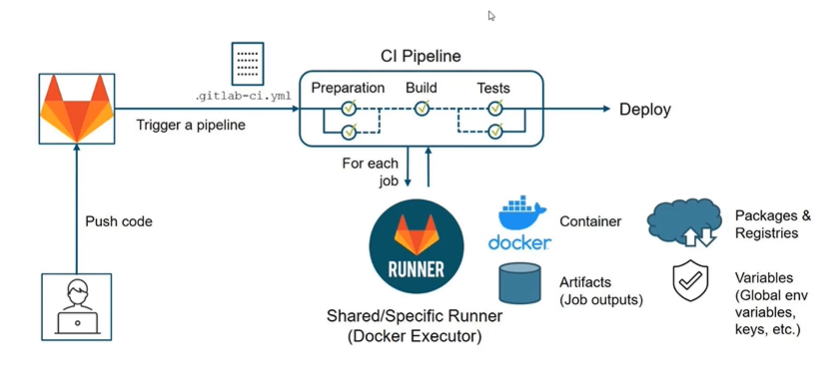 CI Pipeline
.gitlab-ci.yml
Preparation
Build
Tests
Trigger a pipeline
Deploy
For each
job
Push code
RUNNER
Shared/Specific Runner
(Docker Executor)
docker
Container
Artifacts
(Job outputs)
Packages &
Registries
Variables
(Global env
variables,
keys, etc.)